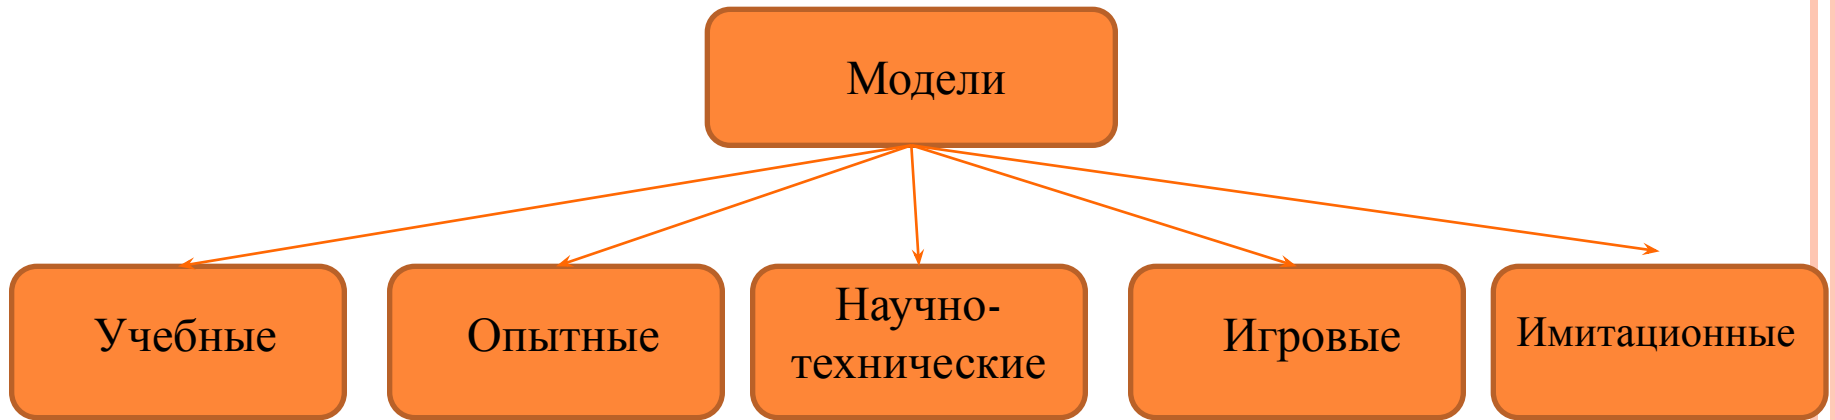 Модели
Учебные
Опытные
Научно-
технические
Игровые
Имитационные